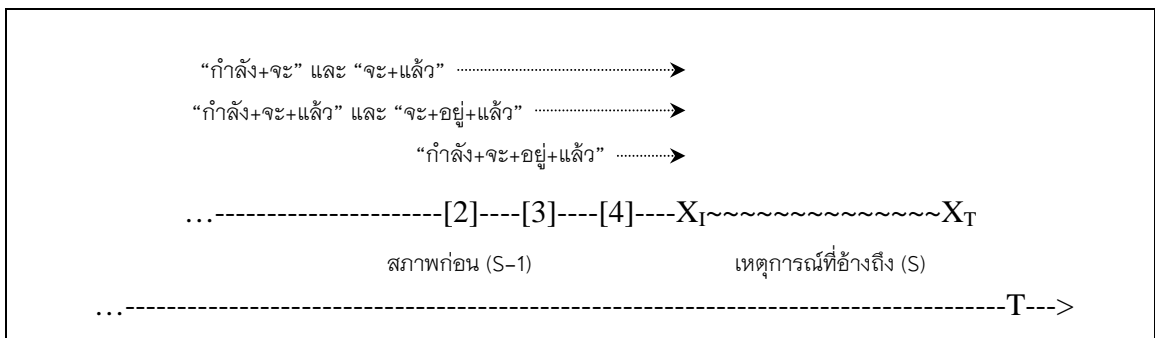 “กำลัง+จะ” และ “จะ+แล้ว”
“กำลัง+จะ+แล้ว” และ “จะ+อยู่+แล้ว”
“กำลัง+จะ+อยู่+แล้ว”
…----------------------[2]----[3]----[4]----XI~~~~~~~~~~~~~~XT
สภาพก่อน (S–1) เหตุการณ์ที่อ้างถึง (S)
…-------------------------------------------------------------------------------------T--->